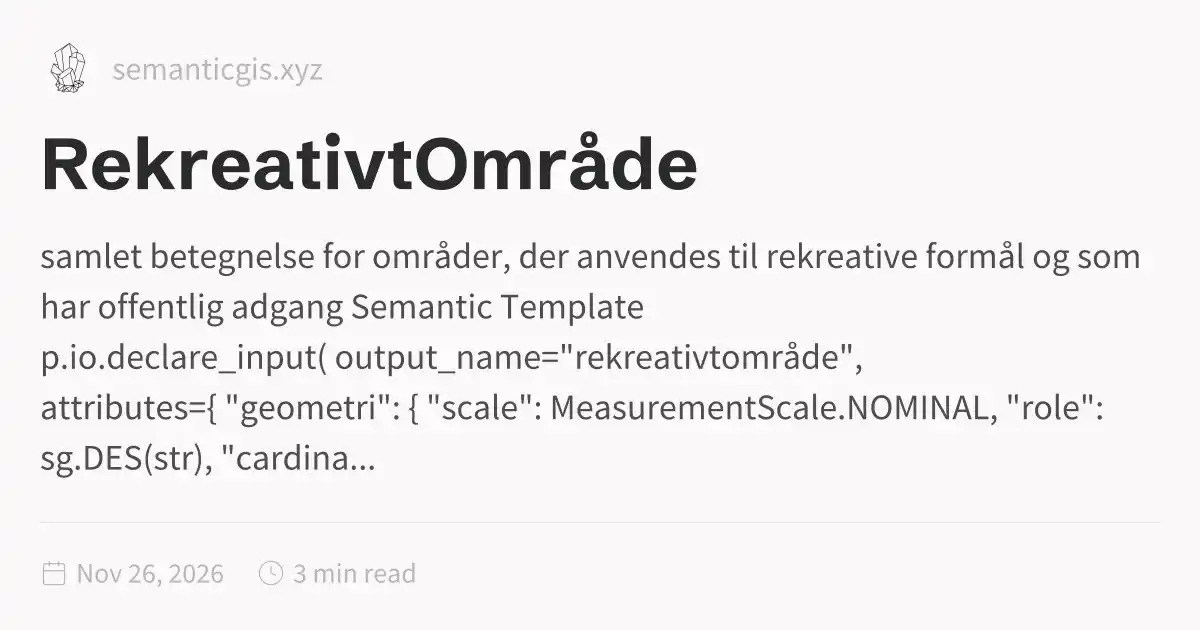 semanticgis.xyz
RekreativtOmråde
samlet betegnelse for områder, der anvendes til rekreative formål og som
har offentlig adgang Semantic Template
p.io.declare_input( output_name="rekreativtområde",
attributes={ "geometri": { "scale": MeasurementScale.NOMINAL, "role":
sg.DES(str), "cardina...
Nov 26, 2026 3 min read